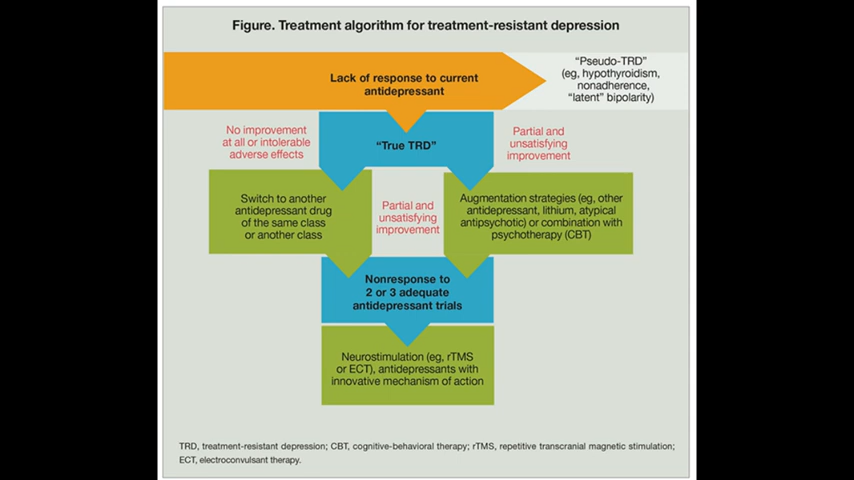 Figure. Treatment algorithm for treatment-resistant depression
Lack of response to current
antidepressant
“Pseudo-TRD”
(eg, hypothyroidism,
nonadherence,
“latent” bipolarity)
No improvement
at all or intolerable
adverse effects
“True TRD”
Partial and
unsatisfying
improvement
Switch to another
antidepressant drug
of the same class
or another class
Partial and
unsatisfying
improvement
Augmentation strategies (eg, other
antidepressant, lithium, atypical
antipsychotic) or combination with
psychotherapy (CBT)
Nonresponse to
2 or 3 adequate
antidepressant trials
Neurostimulation (eg, rTMS
or ECT), antidepressants with
innovative mechanism of action
TRD, treatment-resistant depression; CBT, cognitive-behavioral therapy; rTMS, repetitive transcranial magnetic stimulation;
ECT, electroconvulsant therapy.